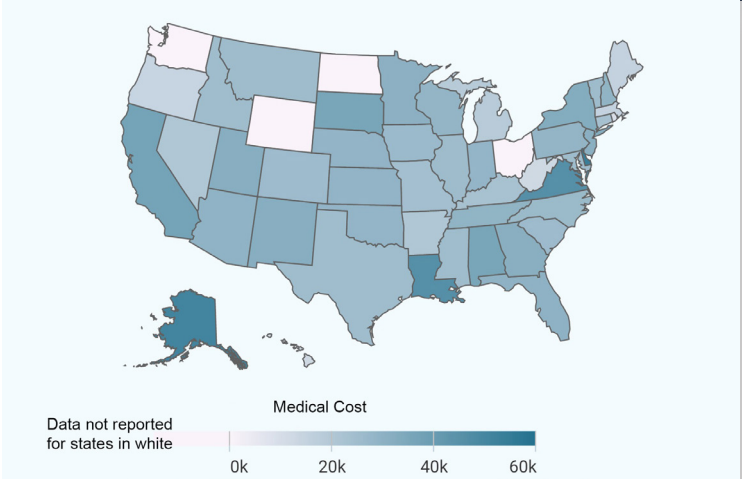 Medical Cost
Data not reported
for states in white
0k 20k 40k 60k